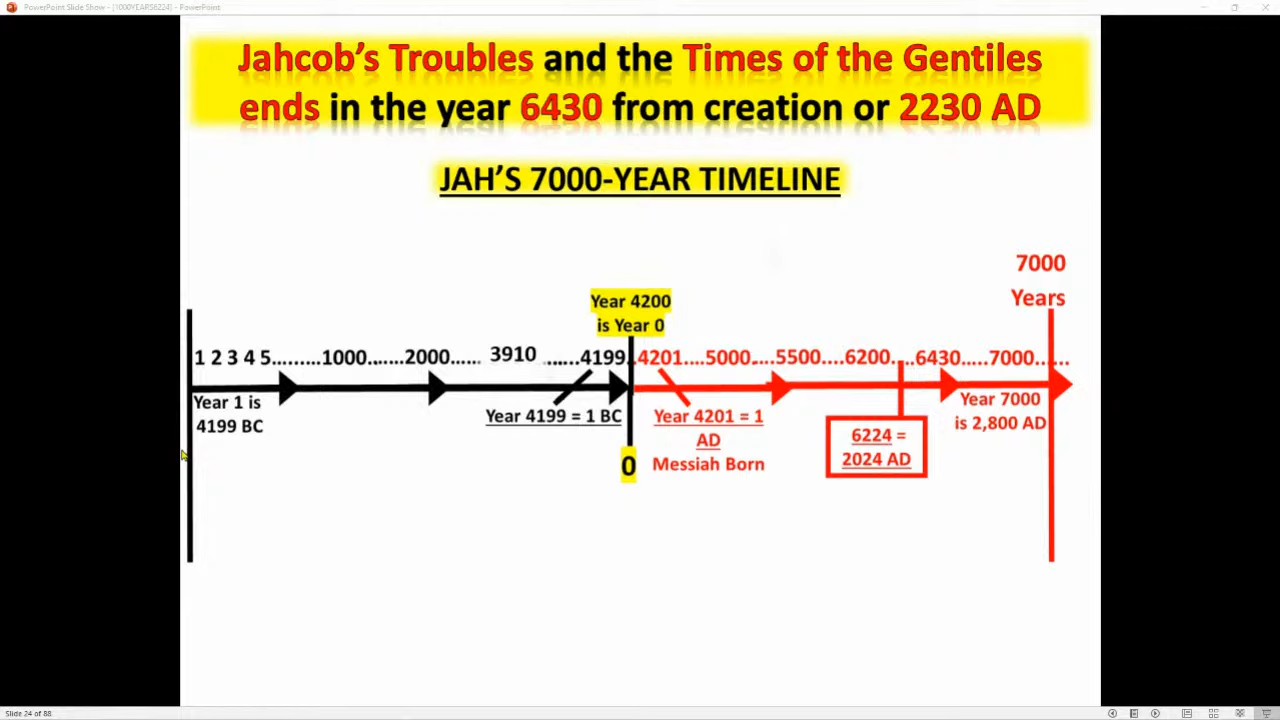 PowerPoint Slide Show - [1000YEARS6Z24] - PowerPoint
Jahcob's Troubles and the Times of the Gentiles
ends in the year 6430 from creation or 2230 AD
JAH'S 7000-YEAR TIMELINE
7000
Years
Year 4200
is Year 0
1 2 3 4 5.........1000.......2000...... 3910 ......4199.4201....5000....5500....6200....6430....7000......
Year 1 is
4199 BC
Year 4199 = 1 BC
Year 4201 = 1
AD
Messiah Born
6224 =
2024 AD
Year 7000
is 2,800 AD
0
Slide 24 of 88